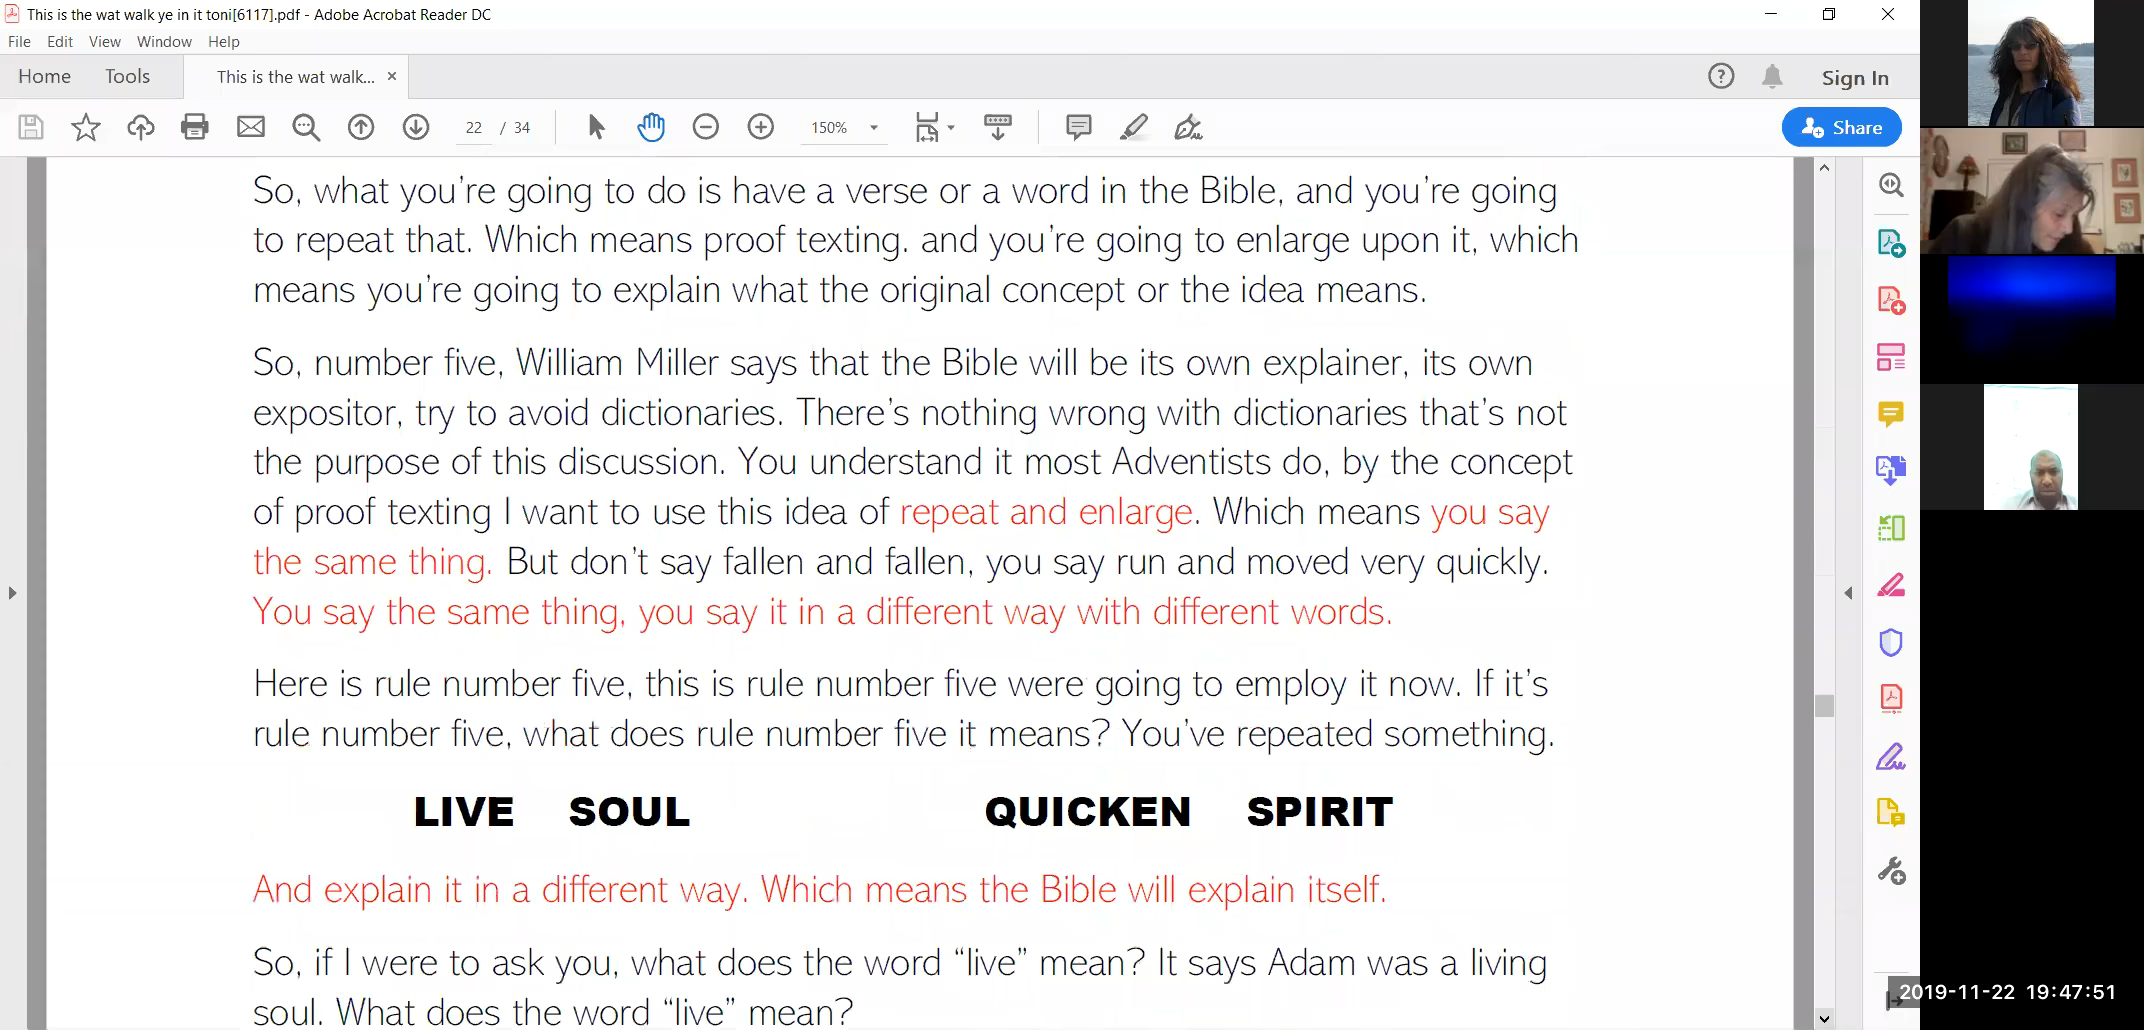 This is the wat walk ye in it toni[6117].pdf - Adobe Acrobat Reader DC
File Edit View Window Help
Home Tools This is the wat walk... × Sign In
22 / 34 150% Share
So, what you're going to do is have a verse or a word in the Bible, and you're going
to repeat that. Which means proof texting. and you're going to enlarge upon it, which
means you're going to explain what the original concept or the idea means.
So, number five, William Miller says that the Bible will be its own explainer, its own
expositor, try to avoid dictionaries. There's nothing wrong with dictionaries that's not
the purpose of this discussion. You understand it most Adventists do, by the concept
of proof texting I want to use this idea of repeat and enlarge. Which means you say
the same thing. But don't say fallen and fallen, you say run and moved very quickly.
You say the same thing, you say it in a different way with different words.
Here is rule number five, this is rule number five were going to employ it now. If it's
rule number five, what does rule number five it means? You've repeated something.
LIVE SOUL QUICKEN SPIRIT
And explain it in a different way. Which means the Bible will explain itself.
So, if I were to ask you, what does the word “live” mean? It says Adam was a living
soul. What does the word “live” mean?
2019-11-22 19:47:51